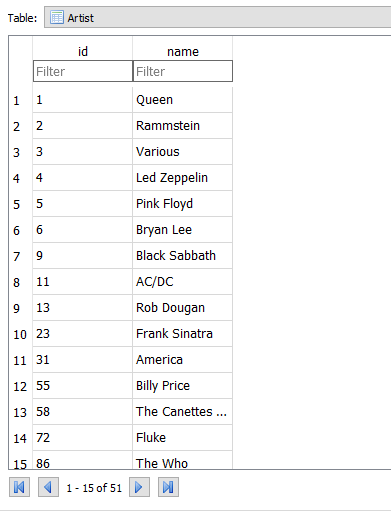 Table: Artist
id name
Filter Filter
1 1 Queen
2 2 Rammstein
3 3 Various
4 4 Led Zeppelin
5 5 Pink Floyd
6 6 Bryan Lee
7 9 Black Sabbath
8 11 AC/DC
9 13 Rob Dougan
10 23 Frank Sinatra
11 31 America
12 55 Billy Price
13 58 The Canettes ...
14 72 Fluke
15 86 The Who
1 - 15 of 51